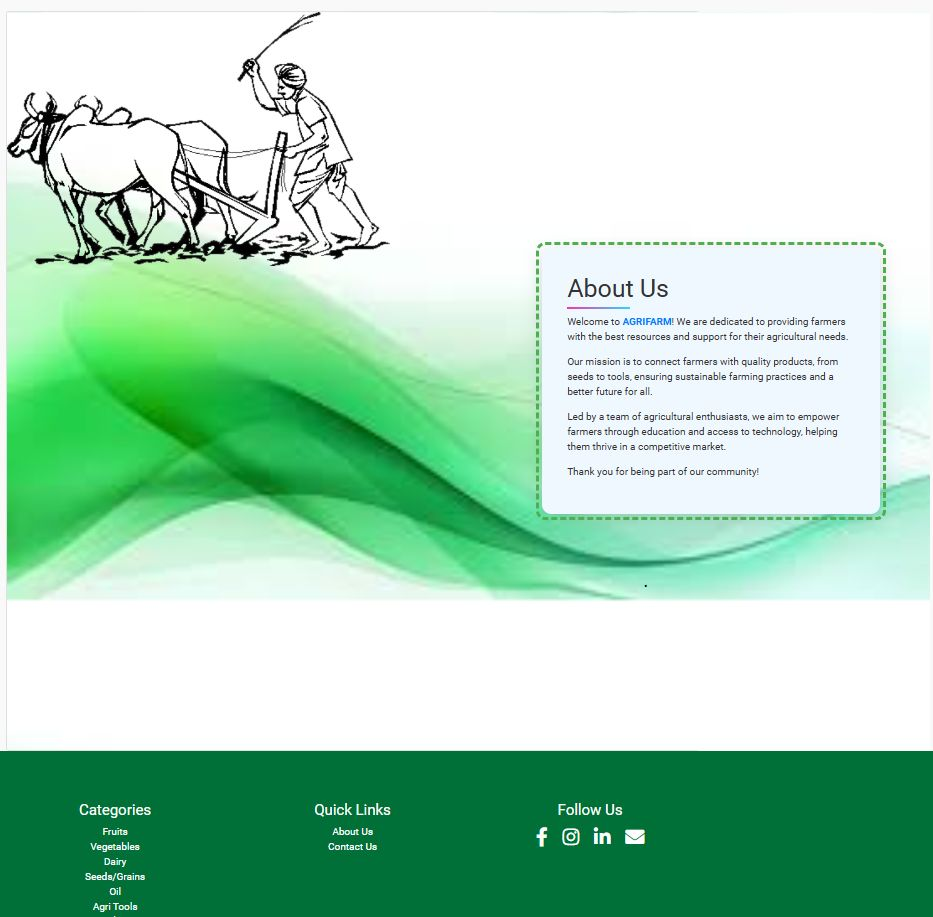 About Us
Welcome to AGRIFARM! We are dedicated to providing farmers
with the best resources and support for their agricultural needs.
Our mission is to connect farmers with quality products, from
seeds to tools, ensuring sustainable farming practices and a
better future for all.
Led by a team of agricultural enthusiasts, we aim to empower
farmers through education and access to technology, helping
them thrive in a competitive market.
Thank you for being part of our community!
Categories
Fruits
Vegetables
Dairy
Seeds/Grains
Oil
Agri Tools
Quick Links
About Us
Contact Us
Follow Us